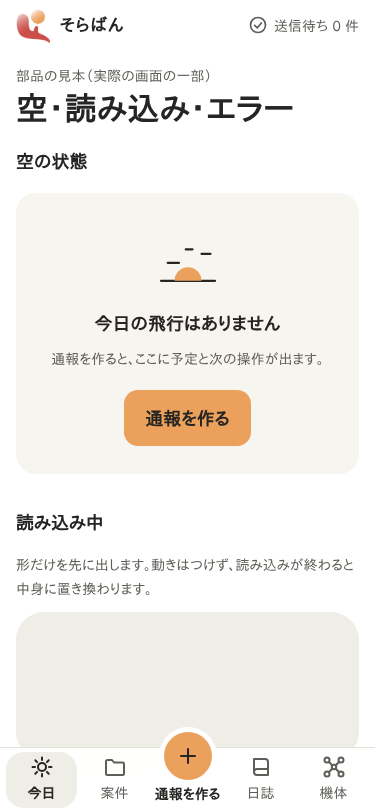 そらばん
送信待ち 0 件
部品の見本(実際の画面の一部)
空・読み込み・エラー
空の状態
今日の飛行はありません
通報を作ると、ここに予定と次の操作が出ます。
通報を作る
読み込み中
形だけを先に出します。動きはつけず、読み込みが終わると
中身に置き換わります。
今日
案件
通報を作る
日誌
機体